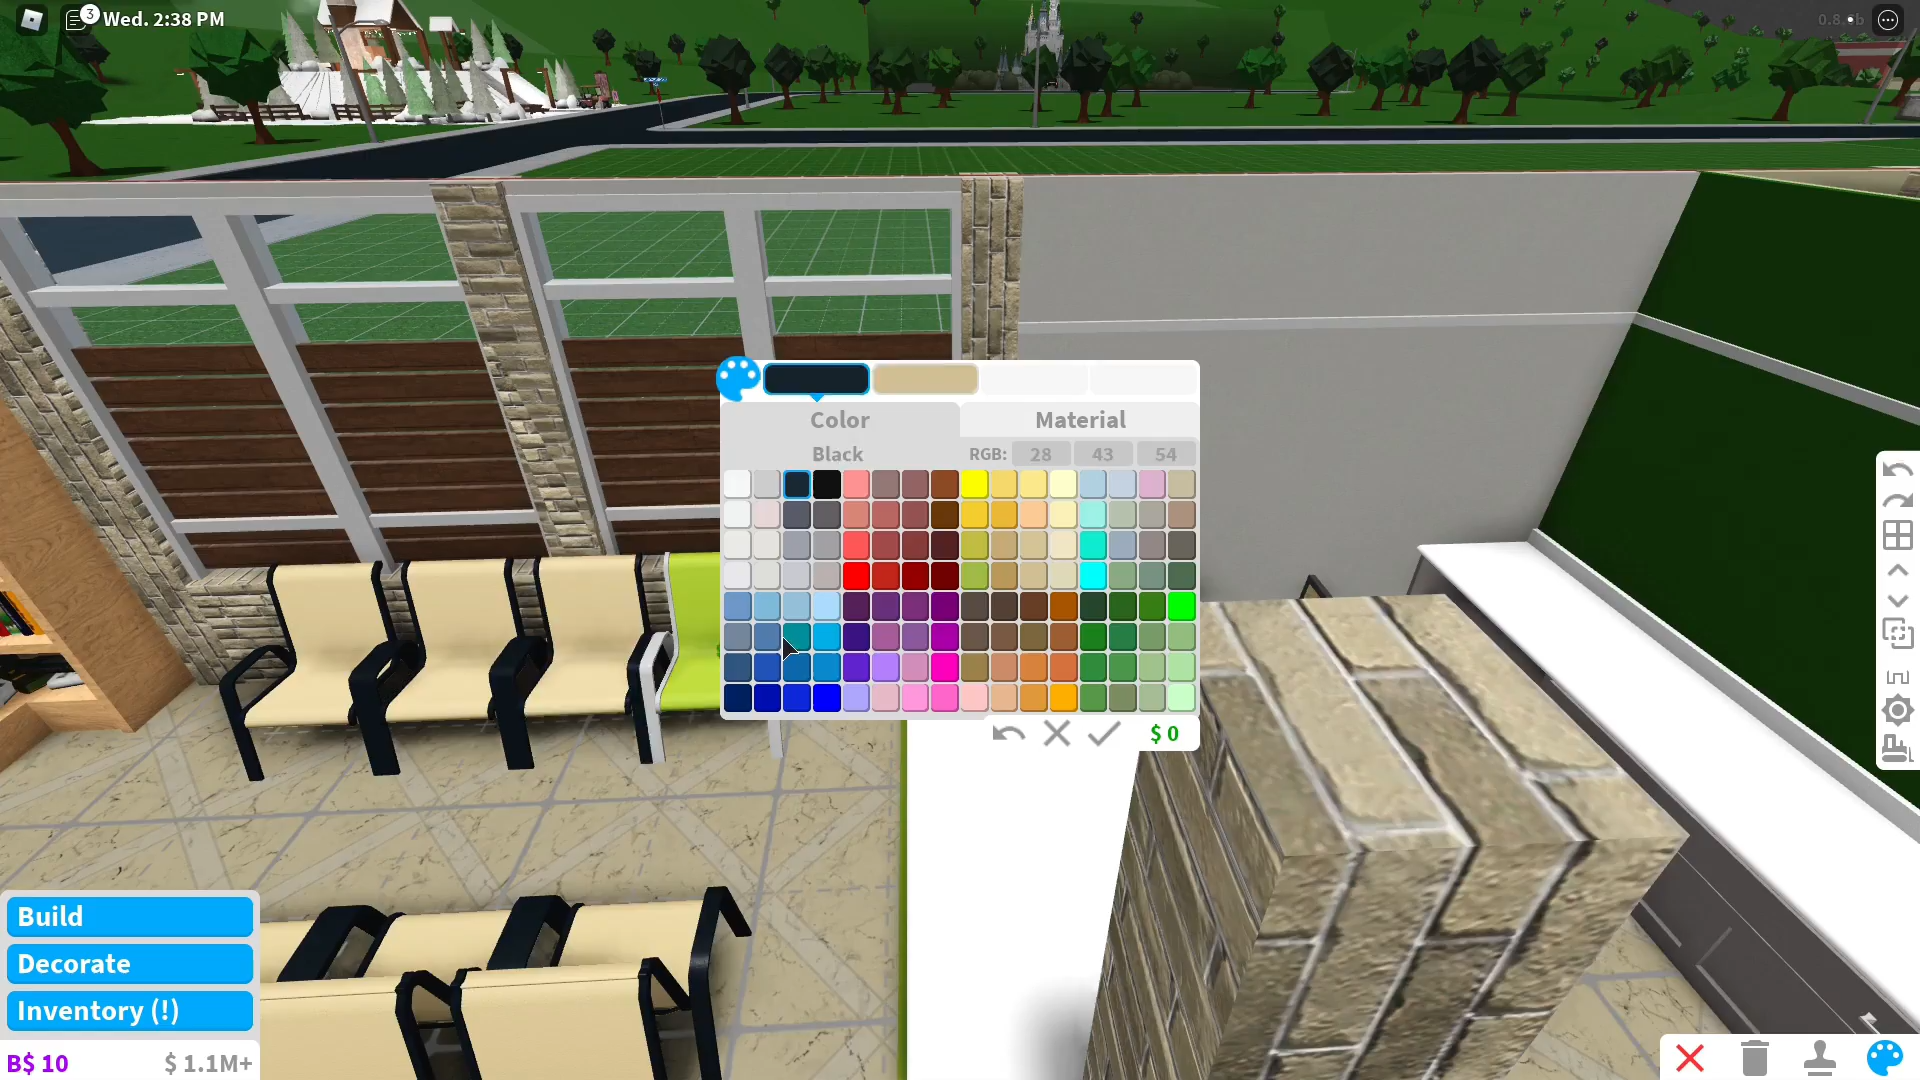 3
Wed. 2:38 PM
Color
Material
Black
RGB: 28 43 54
$ 0
Build
Decorate
Inventory (!)
B$ 10
$ 1.1M+